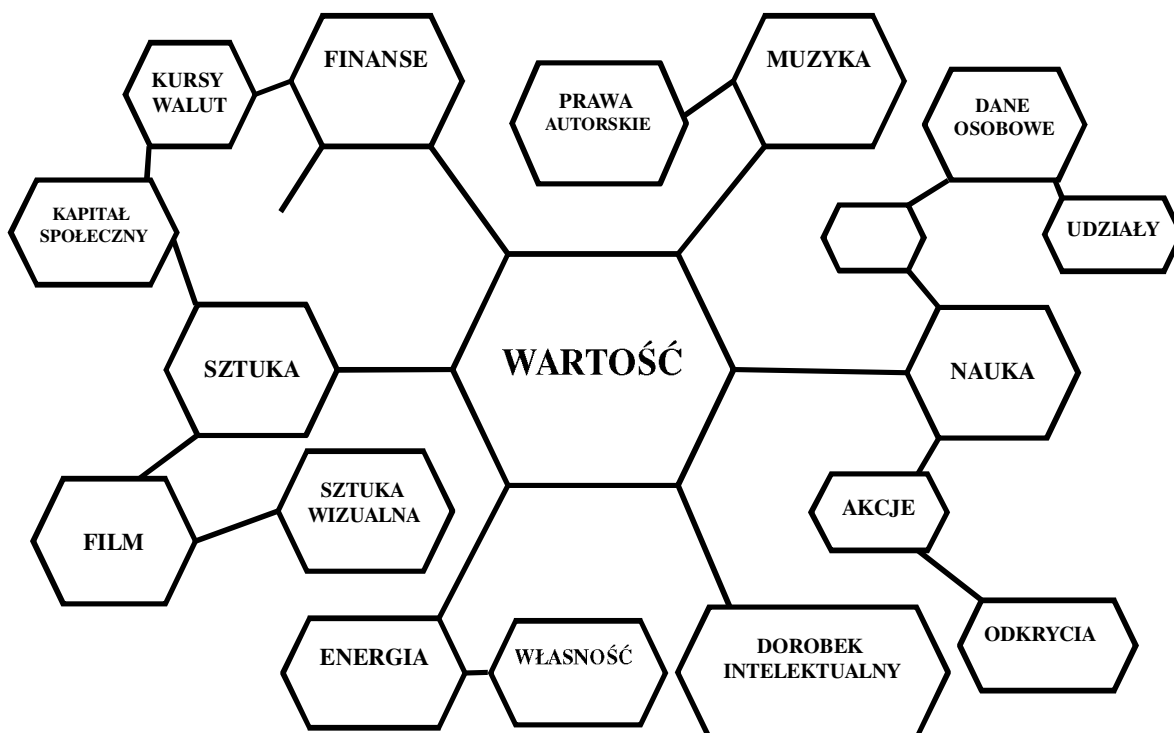 FINANSE
MUZYKA
KURSY
WALUT
PRAWA
AUTORSKIE
DANE
OSOBOWE
KAPITAŁ
SPOŁECZNY
UDZIAŁY
WARTOŚĆ
SZTUKA
NAUKA
SZTUKA
WIZUALNA
AKCJE
FILM
ODKRYCIA
ENERGIA
WŁASNOŚĆ
DOROBEK
INTELEKTUALNY